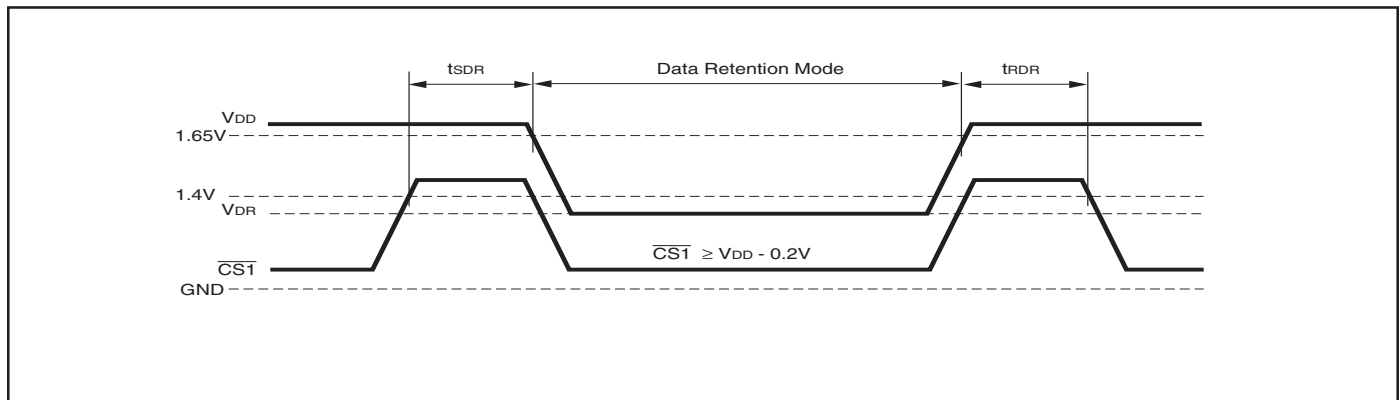 tSDR Data Retention Mode tRDR
VDD
1.65V
1.4V
VDR
CS1 ≥ VDD - 0.2V
CS1
GND